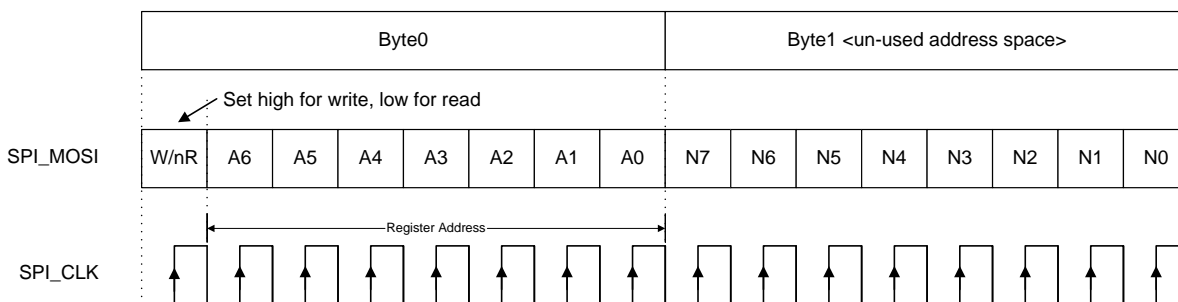 Byte0 Byte1 <un-used address space>
Set high for write, low for read
SPI_MOSI W/nR A6 A5 A4 A3 A2 A1 A0 N7 N6 N5 N4 N3 N2 N1 N0
Register Address
SPI_CLK